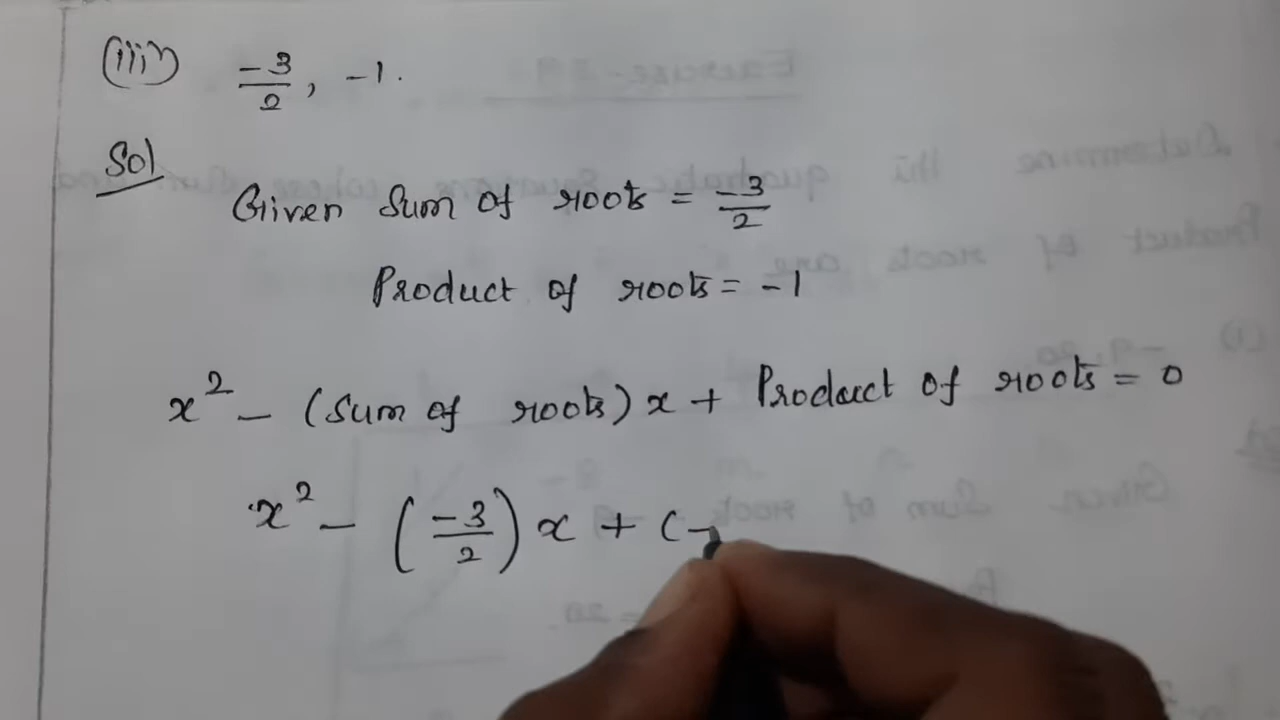 (iii) -3/2, -1.
Sol
Given Sum of roots = -3/2
Product of roots = -1
x² - (Sum of roots) x + Product of roots = 0
x² - (-3/2) x + (-